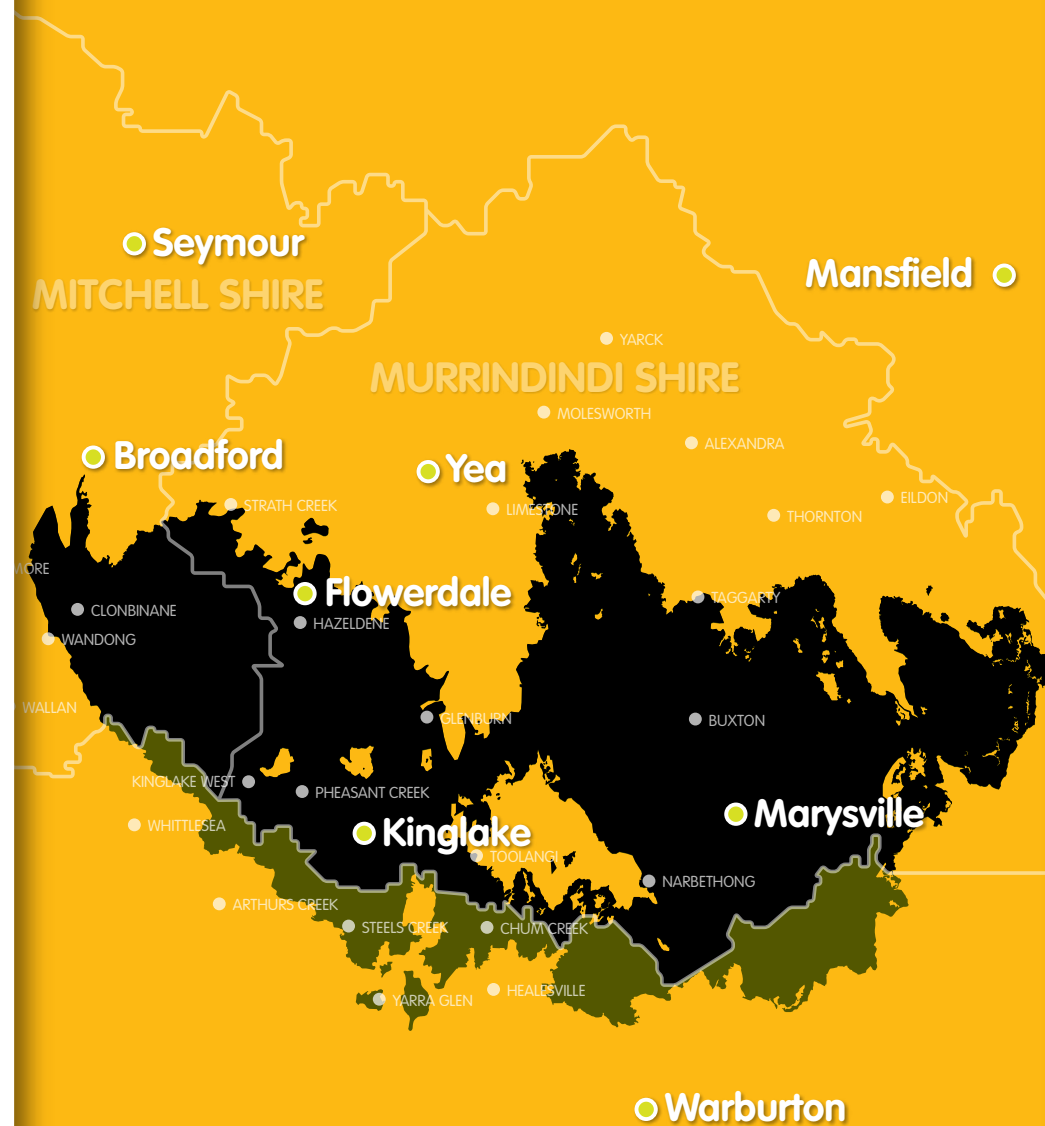 Seymour
Mansfield
MITCHELL SHIRE
YARCK
MURRINDINDI SHIRE
MOLESWORTH
ALEXANDRA
Broadford
Yea
EILDON
STRATH CREEK
LIMESTONE
THORNTON
MORE
Flowerdale
TAGGARTY
CLONBINANE
HAZELDENE
WANDONG
WALLAN
GLENBURN
BUXTON
KINGLAKE WEST
PHEASANT CREEK
Marysville
WHITTLESEA
Kinglake
TOOLANGI
NARBETHONG
ARTHURS CREEK
STEELS CREEK
CHUM CREEK
HEALESVILLE
YARRA GLEN
Warburton